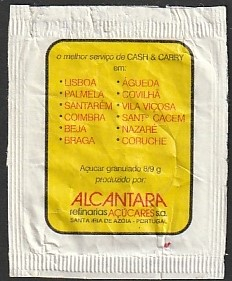 o melhor serviço de CASH & CARRY
em:
• LISBOA • ÁGUEDA
• PALMELA • COVILHÃ
• SANTARÉM • VILA VIÇOSA
• COIMBRA • SANT' CACEM
• BEJA • NAZARÉ
• BRAGA • CORUCHE
Açucar granulado 8/9 g
produzido por:
ALCANTARA
refinarias AÇÚCARES s.a.
SANTA IRIA DE AZOIA - PORTUGAL